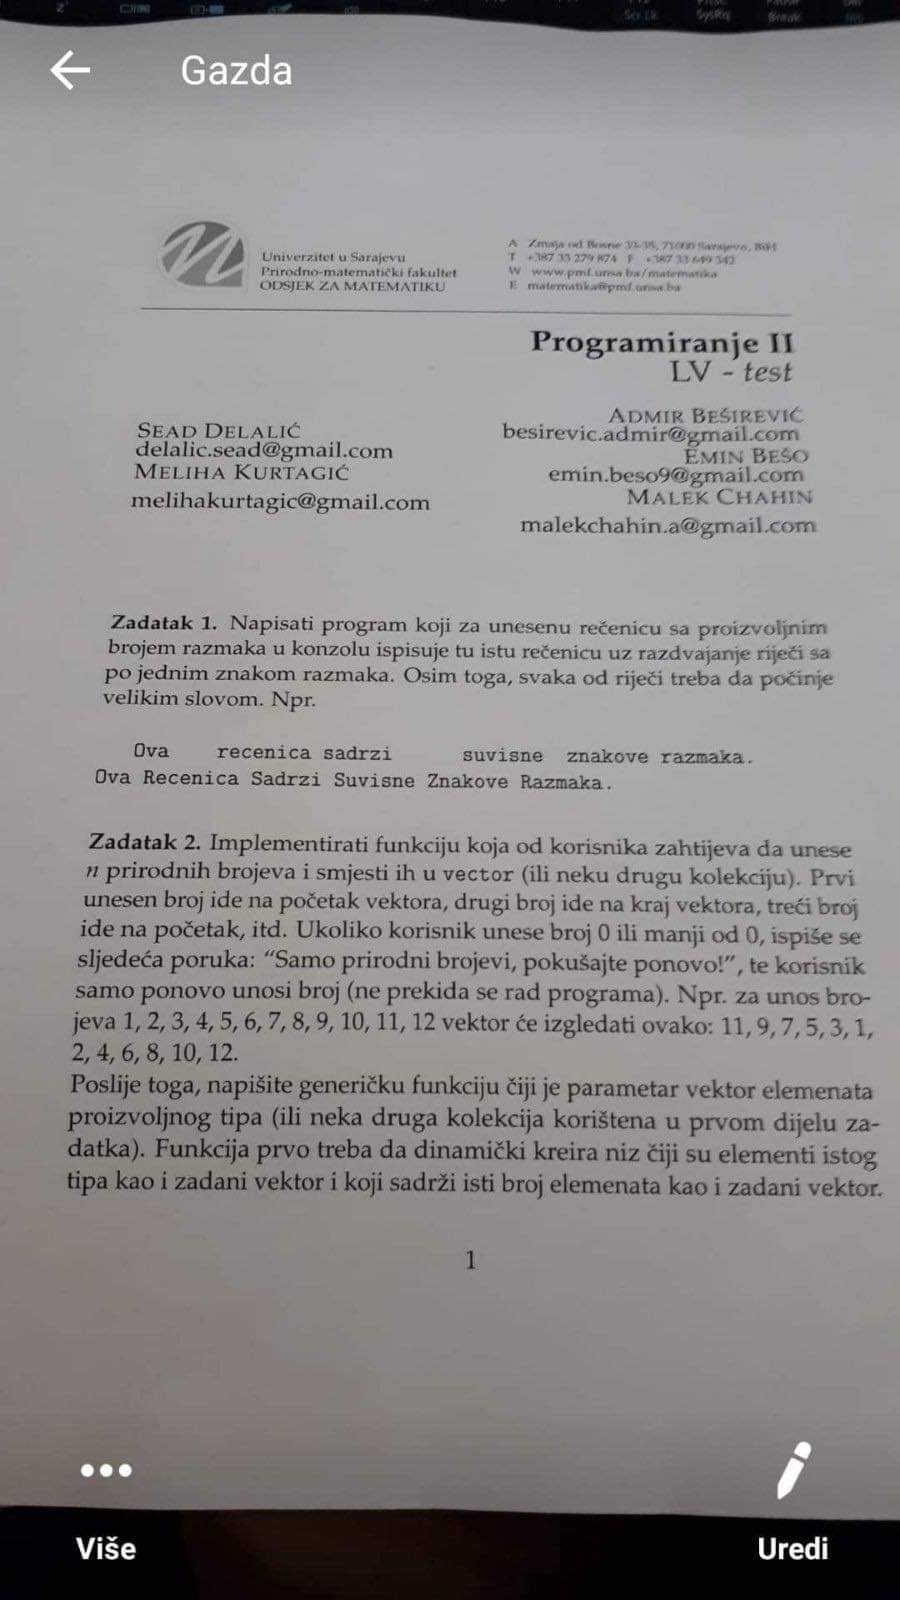 Gazda
Univerzitet u Sarajevu
Prirodno-matematički fakultet
ODSJEK ZA MATEMATIKU
A Zmaja od Bosne 33-35, 71000 Sarajevo, BiH
T +387 33 279 874 F +387 33 649 342
W www.pmf.unsa.ba/matematika
E matematika@pmf.unsa.ba
Programiranje II
LV - test
SEAD DELALIĆ
delalic.sead@gmail.com
MELIHA KURTAGIĆ
melihakurtagic@gmail.com
ADMIR BEŠIREVIĆ
besirevic.admir@gmail.com
EMIN BEŠO
emin.beso9@gmail.com
MALEK CHAHIN
malekchahin.a@gmail.com
Zadatak 1. Napisati program koji za unesenu rečenicu sa proizvoljnim
brojem razmaka u konzolu ispisuje tu istu rečenicu uz razdvajanje riječi sa
po jednim znakom razmaka. Osim toga, svaka od riječi treba da počinje
velikim slovom. Npr.
Ova recenica sadrzi suvisne znakove razmaka.
Ova Recenica Sadrzi Suvisne Znakove Razmaka.
Zadatak 2. Implementirati funkciju koja od korisnika zahtijeva da unese
n prirodnih brojeva i smjesti ih u vector (ili neku drugu kolekciju). Prvi
unesen broj ide na početak vektora, drugi broj ide na kraj vektora, treći broj
ide na početak, itd. Ukoliko korisnik unese broj 0 ili manji od 0, ispiše se
sljedeća poruka: “Samo prirodni brojevi, pokušajte ponovo!”, te korisnik
samo ponovo unosi broj (ne prekida se rad programa). Npr. za unos bro-
jeva 1, 2, 3, 4, 5, 6, 7, 8, 9, 10, 11, 12 vektor će izgledati ovako: 11, 9, 7, 5, 3, 1,
2, 4, 6, 8, 10, 12.
Poslije toga, napišite generičku funkciju čiji je parametar vektor elemenata
proizvoljnog tipa (ili neka druga kolekcija korištena u prvom dijelu za-
datka). Funkcija prvo treba da dinamički kreira niz čiji su elementi istog
tipa kao i zadani vektor i koji sadrži isti broj elemenata kao i zadani vektor.
1
Više
Uredi